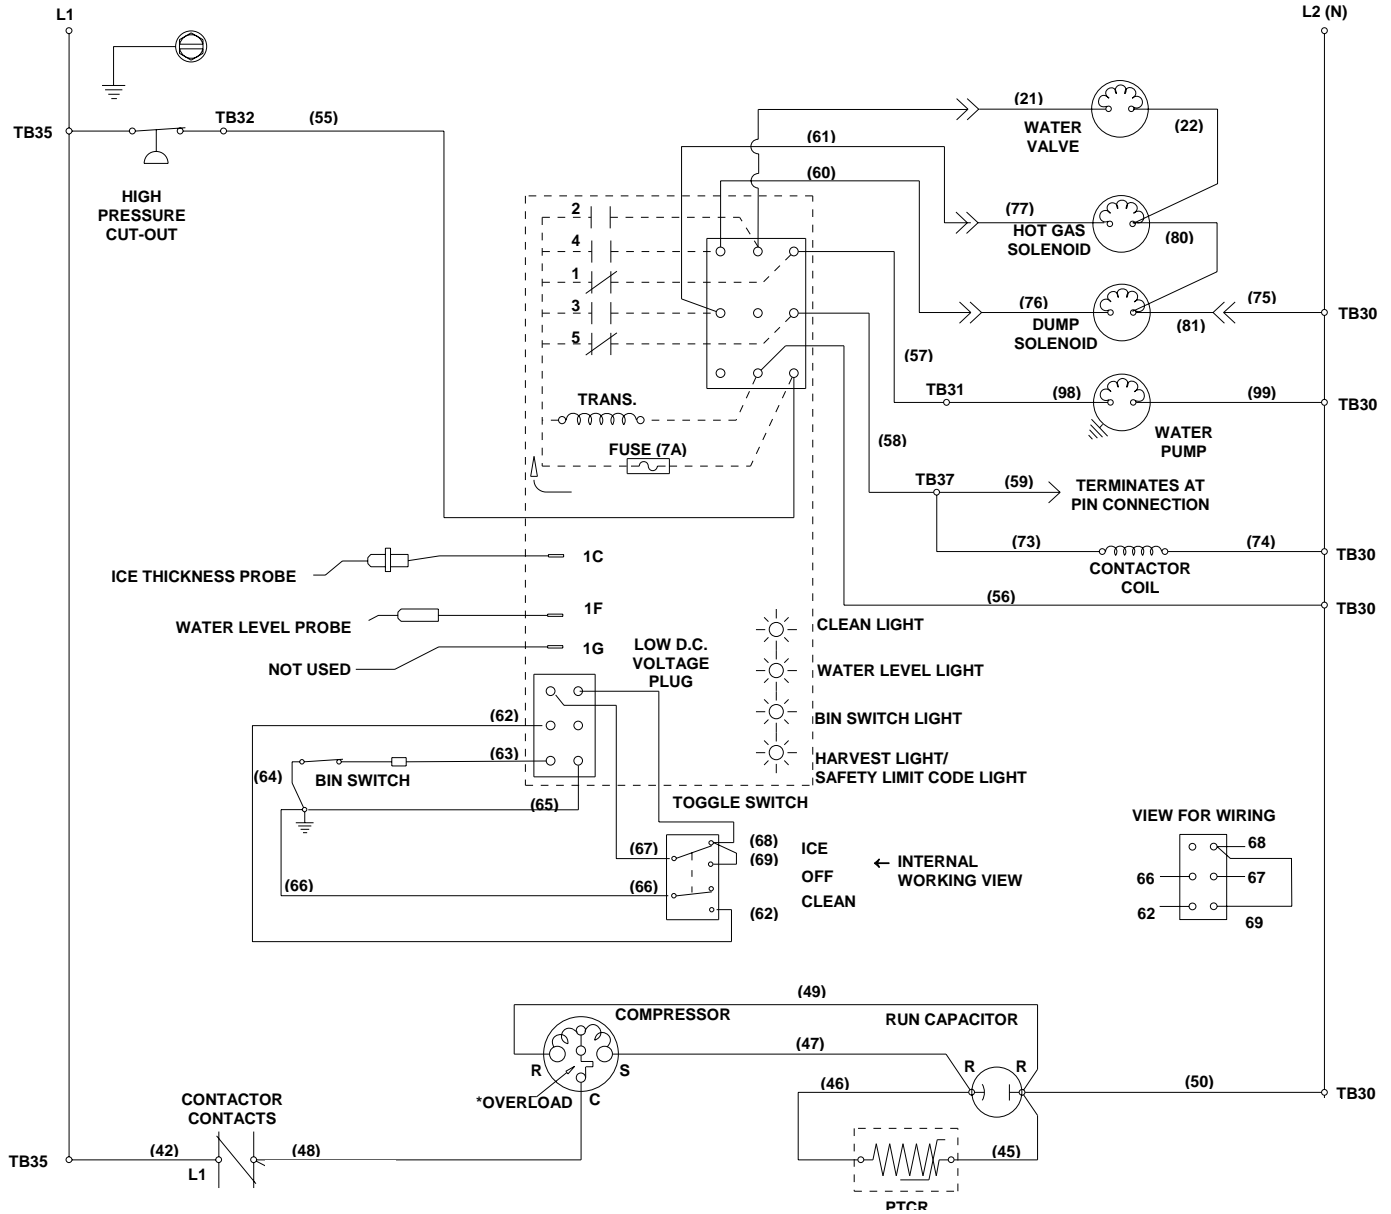 L1
L2 (N)
TB35
TB32
(55)
HIGH
PRESSURE
CUT-OUT
(21)
WATER
VALVE
(22)
(61)
(60)
(77)
HOT GAS
SOLENOID
(80)
(76)
DUMP
SOLENOID
(81)
(75)
TB30
2
4
1
3
5
(57)
TB31
(98)
(99)
TB30
WATER
PUMP
TRANS.
FUSE (7A)
(58)
TB37
(59)
TERMINATES AT
PIN CONNECTION
(73)
(74)
TB30
CONTACTOR
COIL
(56)
TB30
ICE THICKNESS PROBE
1C
WATER LEVEL PROBE
1F
NOT USED
1G
LOW D.C.
VOLTAGE
PLUG
CLEAN LIGHT
WATER LEVEL LIGHT
BIN SWITCH LIGHT
HARVEST LIGHT/
SAFETY LIMIT CODE LIGHT
(62)
(63)
(64)
BIN SWITCH
(65)
TOGGLE SWITCH
(66)
(67)
(66)
(68)
(69)
(62)
ICE
OFF
CLEAN
INTERNAL
WORKING VIEW
VIEW FOR WIRING
68
66
67
62
69
(49)
COMPRESSOR
RUN CAPACITOR
(47)
R
S
C
*OVERLOAD
R
R
(46)
(50)
TB30
(45)
PTCR
CONTACTOR
CONTACTS
TB35
(42)
L1
(48)